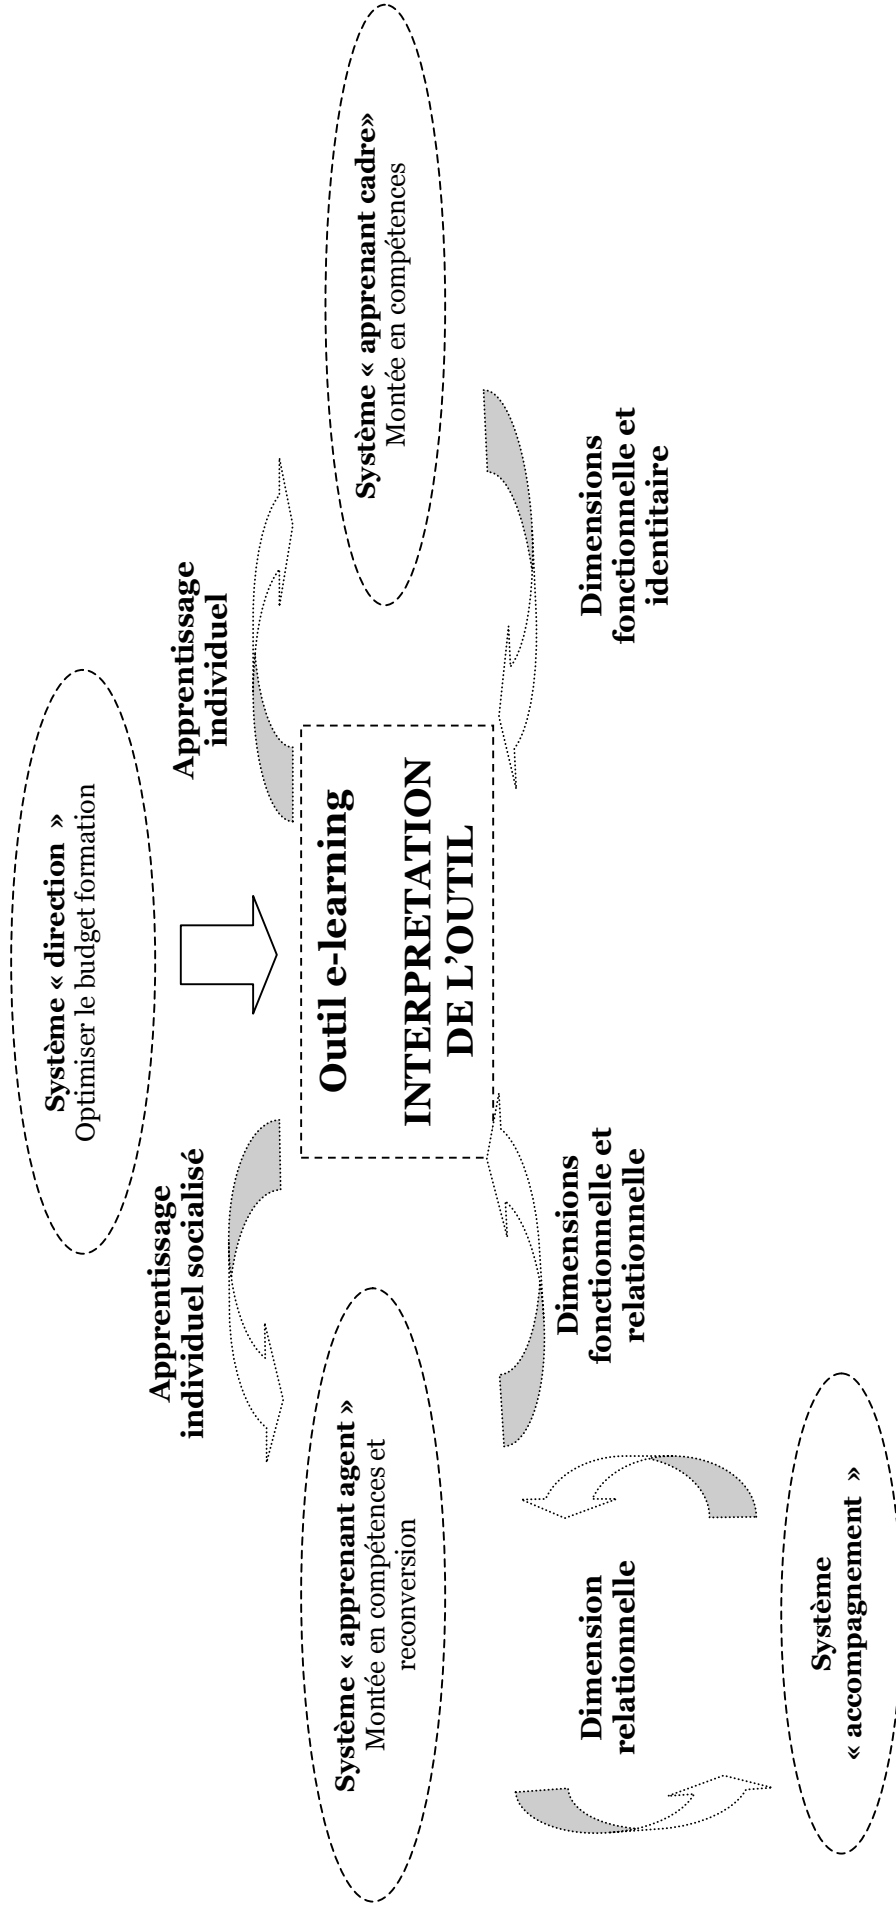 Système « direction  »
Optimiser le budget formation
Apprentissage
individuel socialisé
Apprentissage
individuel
Système « apprenant agent »
Montée en compétences et
reconversion
Outil e-learning
INTERPRETATION
DE L’OUTIL
Système « apprenant cadre»
Montée en compétences
Dimensions
fonctionnelle et
relationnelle
Dimensions
fonctionnelle et
identitaire
Dimension
relationnelle
Système
« accompagnement  »